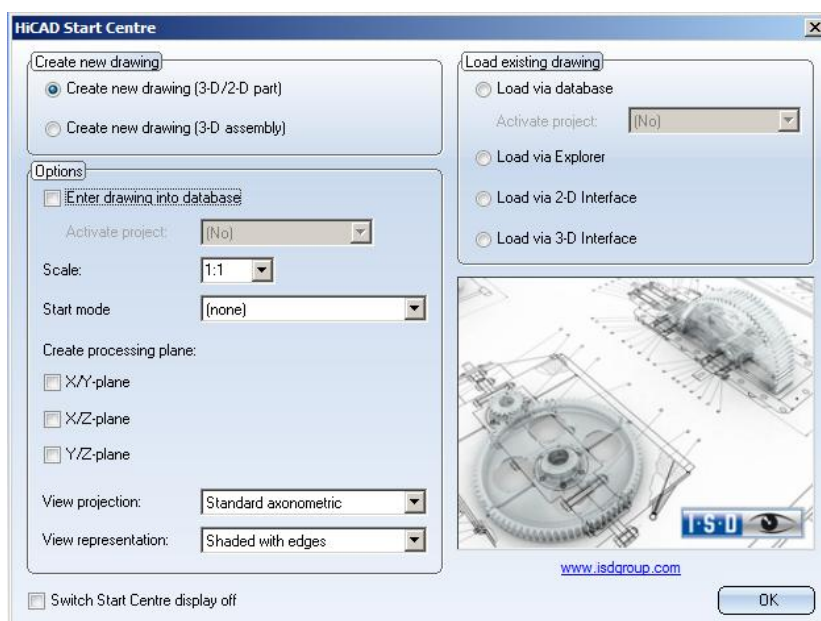 HiCAD Start Centre
Create new drawing
Create new drawing (3-D/2-D part)
Create new drawing (3-D assembly)
Options
Enter drawing into database
Activate project: (No)
Scale: 1:1
Start mode (none)
Create processing plane:
X/Y-plane
X/Z-plane
Y/Z-plane
View projection: Standard axonometric
View representation: Shaded with edges
Switch Start Centre display off
Load existing drawing
Load via database
Activate project: (No)
Load via Explorer
Load via 2-D Interface
Load via 3-D Interface
I·S·D
www.isdgroup.com
OK